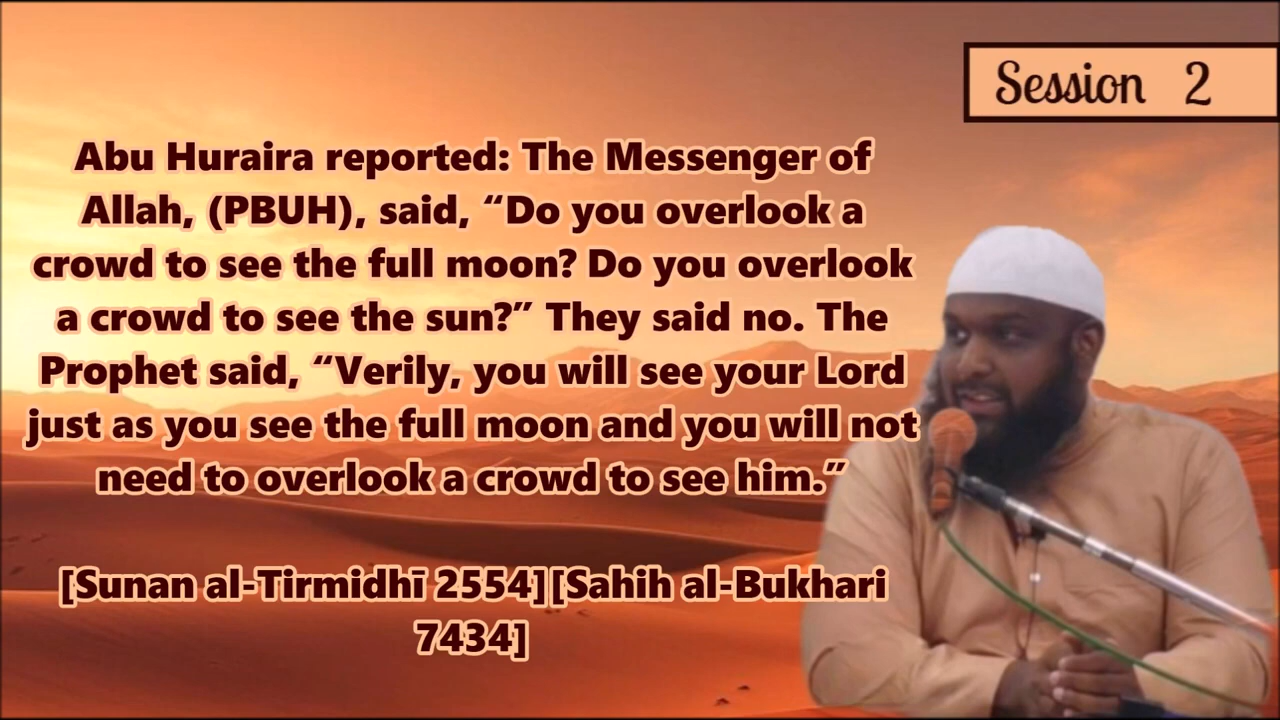 Session 2
Abu Huraira reported: The Messenger of
Allah, (PBUH), said, “Do you overlook a
crowd to see the full moon? Do you overlook
a crowd to see the sun?” They said no. The
Prophet said, “Verily, you will see your Lord
just as you see the full moon and you will not
need to overlook a crowd to see him.”
[Sunan al-Tirmidhī 2554][Sahih al-Bukhari
7434]